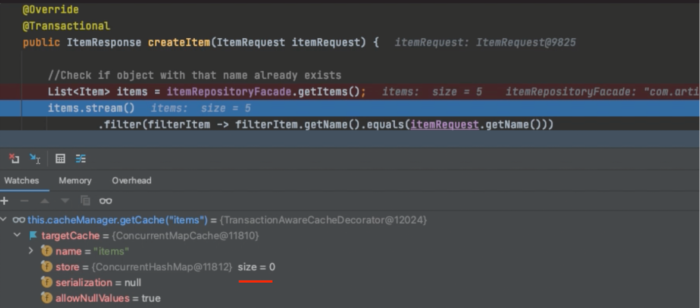 @Override
@Transactional
public ItemResponse createItem(ItemRequest itemRequest) { itemRequest: ItemRequest@9825
//Check if object with that name already exists
List<Item> items = itemRepositoryFacade.getItems(); items: size = 5 itemRepositoryFacade: "com.arti
items.stream() items: size = 5
.filter(filterItem -> filterItem.getName().equals(itemRequest.getName()))
Watches Memory Overhead
this.cacheManager.getCache("items") = {TransactionAwareCacheDecorator@12024}
targetCache = {ConcurrentMapCache@11810}
name = "items"
store = {ConcurrentHashMap@11812} size = 0
serialization = null
allowNullValues = true